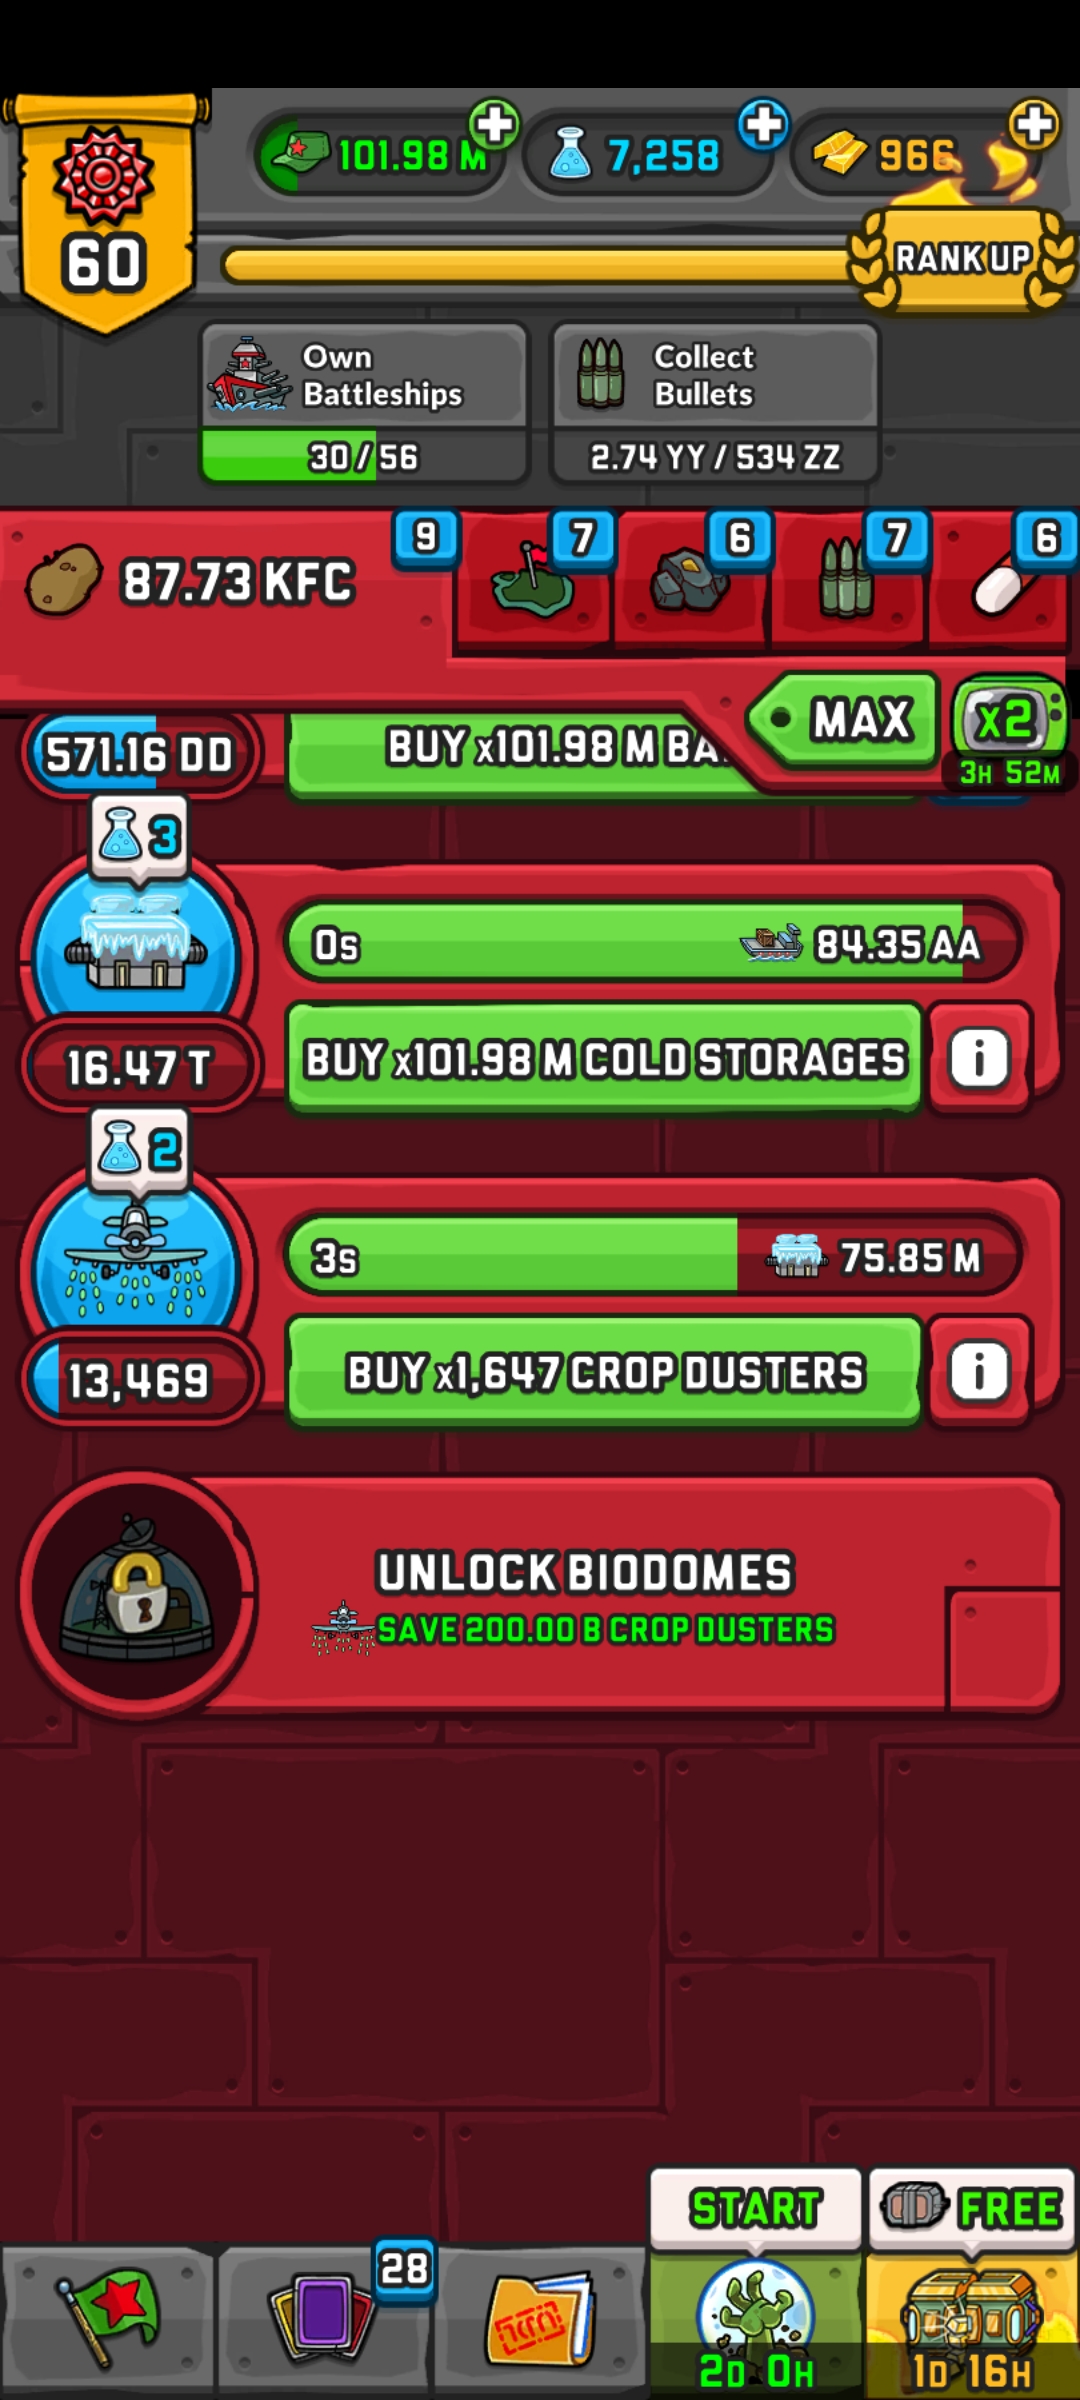 101.98 M
7,258
966
60
RANK UP
Own
Battleships
30 / 56
Collect
Bullets
2.74 YY / 534 ZZ
87.73 KFC
9
7
6
7
6
MAX
x2
3H 52M
571.16 DD
BUY x101.98 M BA
3
0s
84.35 AA
16.47 T
BUY x101.98 M COLD STORAGES
i
2
3s
75.85 M
13,469
BUY x1,647 CROP DUSTERS
i
UNLOCK BIODOMES
SAVE 200.00 B CROP DUSTERS
START
FREE
28
2D 0H
1D 16H